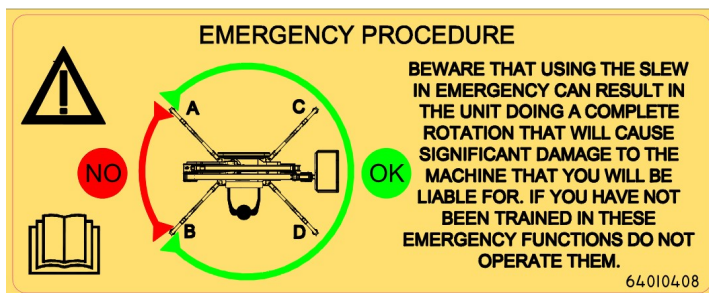 EMERGENCY PROCEDURE
A
C
NO
OK
B
D
BEWARE THAT USING THE SLEW
IN EMERGENCY CAN RESULT IN
THE UNIT DOING A COMPLETE
ROTATION THAT WILL CAUSE
SIGNIFICANT DAMAGE TO THE
MACHINE THAT YOU WILL BE
LIABLE FOR. IF YOU HAVE NOT
BEEN TRAINED IN THESE
EMERGENCY FUNCTIONS DO NOT
OPERATE THEM.
64010408